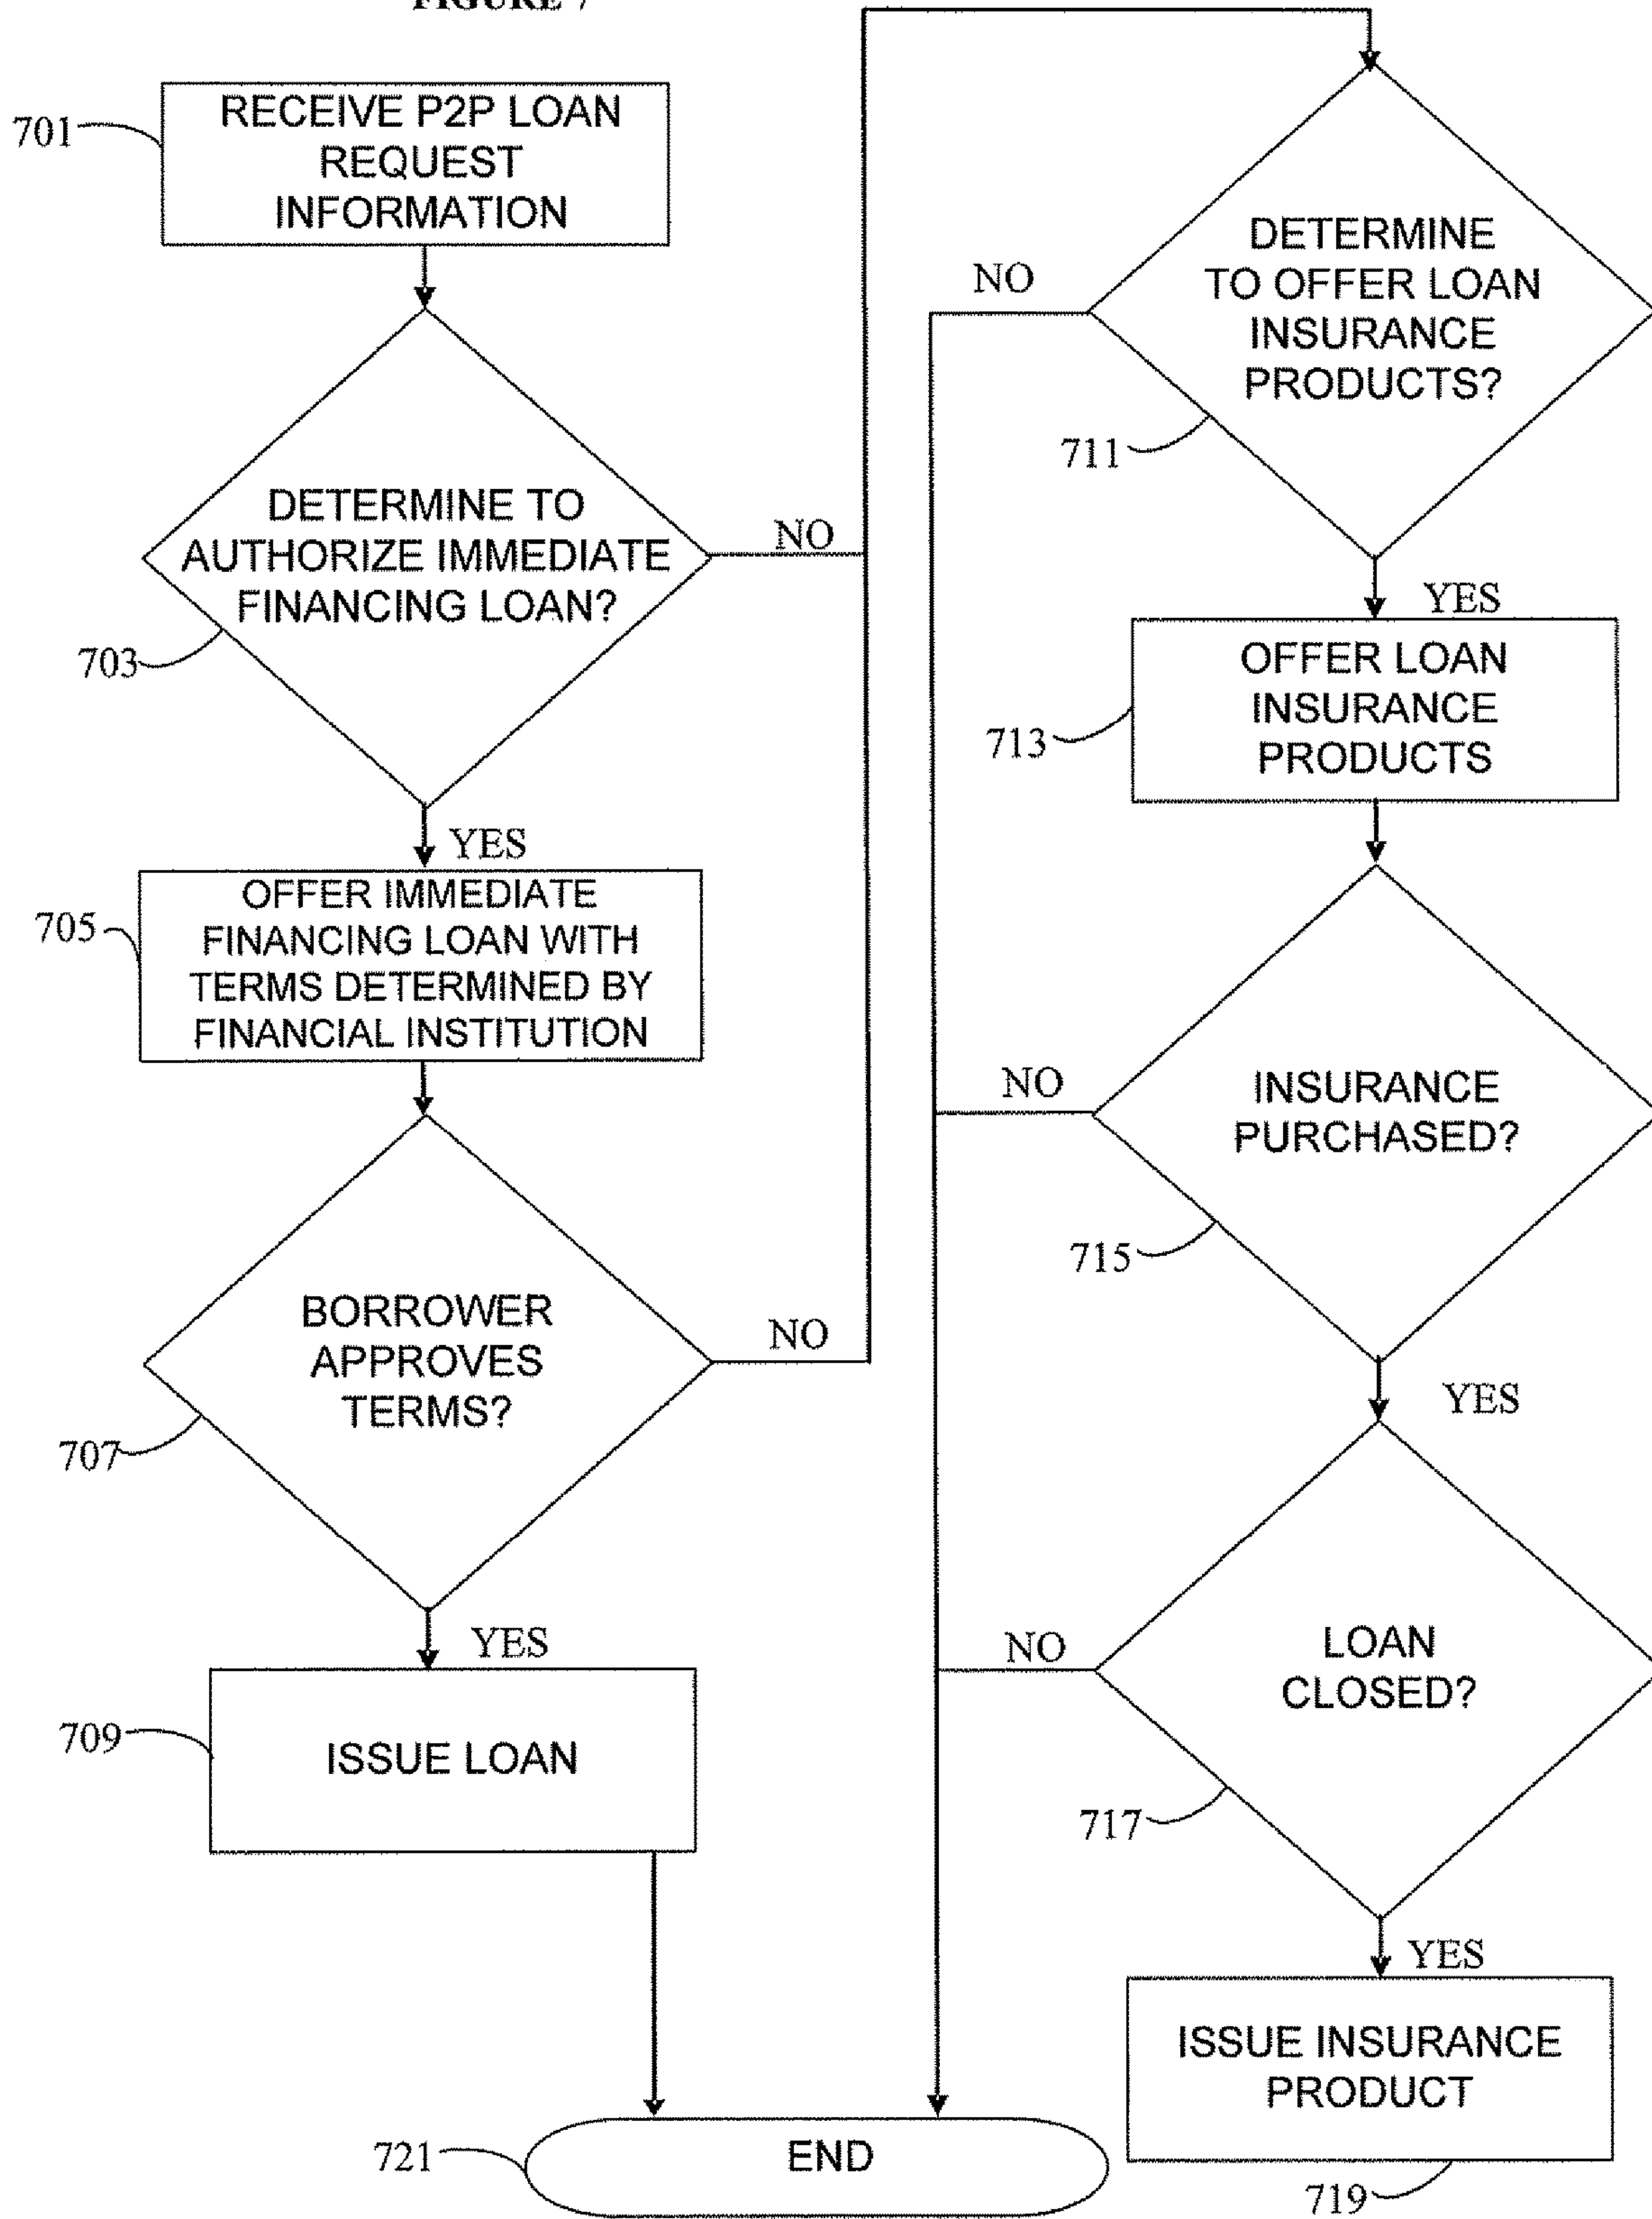 FIGURE 7
701
RECEIVE P2P LOAN
REQUEST
INFORMATION
DETERMINE TO
AUTHORIZE IMMEDIATE
FINANCING LOAN?
NO
703
YES
OFFER IMMEDIATE
FINANCING LOAN WITH
TERMS DETERMINED BY
FINANCIAL INSTITUTION
705
BORROWER
APPROVES
TERMS?
NO
707
YES
709
ISSUE LOAN
DETERMINE
TO OFFER LOAN
INSURANCE
PRODUCTS?
NO
711
YES
OFFER LOAN
INSURANCE
PRODUCTS
713
NO
INSURANCE
PURCHASED?
715
YES
NO
LOAN
CLOSED?
717
YES
ISSUE INSURANCE
PRODUCT
719
721
END